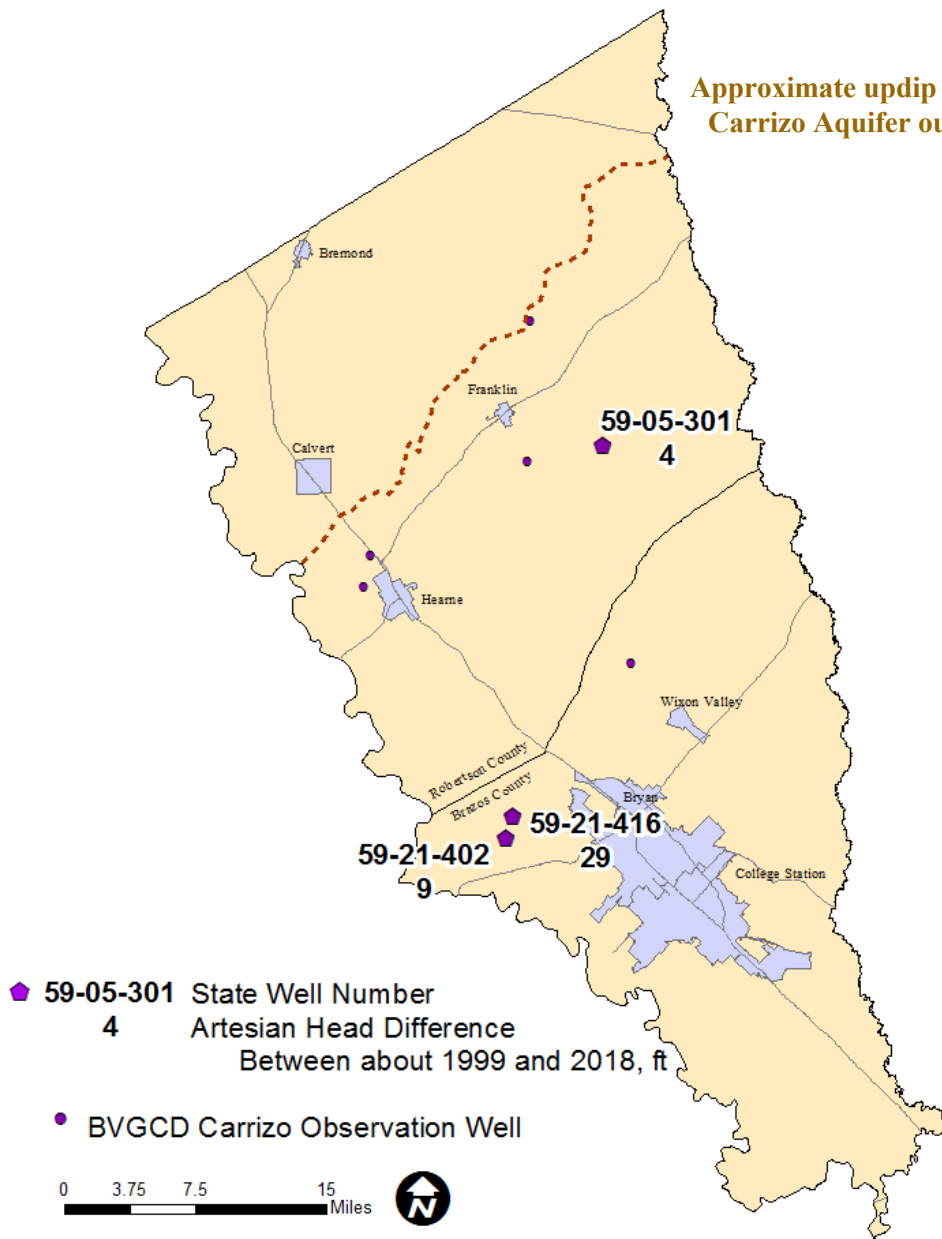 Approximate updip
Carrizo Aquifer ou
Bremond
Franklin
59-05-301
4
Calvert
Hearne
Wixon Valley
Robertson County
Brazos County
Bryan
59-21-416
29
59-21-402
9
College Station
59-05-301 State Well Number
4 Artesian Head Difference
Between about 1999 and 2018, ft
BVGCD Carrizo Observation Well
0 3.75 7.5 15
Miles
N